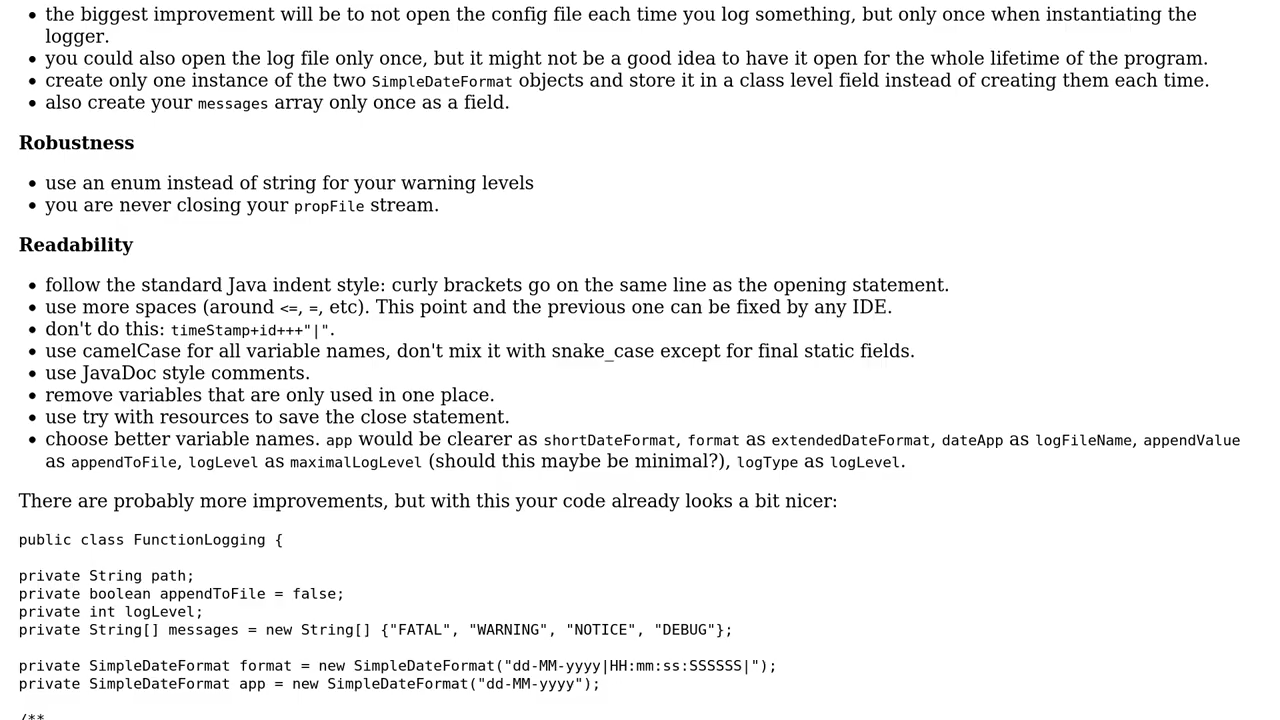 the biggest improvement will be to not open the config file each time you log something, but only once when instantiating the
logger.
you could also open the log file only once, but it might not be a good idea to have it open for the whole lifetime of the program.
create only one instance of the two SimpleDateFormat objects and store it in a class level field instead of creating them each time.
also create your messages array only once as a field.
Robustness
use an enum instead of string for your warning levels
you are never closing your propFile stream.
Readability
follow the standard Java indent style: curly brackets go on the same line as the opening statement.
use more spaces (around <=, =, etc). This point and the previous one can be fixed by any IDE.
don't do this: timeStamp+id+++"|".
use camelCase for all variable names, don't mix it with snake_case except for final static fields.
use JavaDoc style comments.
remove variables that are only used in one place.
use try with resources to save the close statement.
choose better variable names. app would be clearer as shortDateFormat, format as extendedDateFormat, dateApp as logFileName, appendValue
as appendToFile, logLevel as maximalLogLevel (should this maybe be minimal?), logType as logLevel.
There are probably more improvements, but with this your code already looks a bit nicer:
public class FunctionLogging {
private String path;
private boolean appendToFile = false;
private int logLevel;
private String[] messages = new String[] {"FATAL", "WARNING", "NOTICE", "DEBUG"};
private SimpleDateFormat format = new SimpleDateFormat("dd-MM-yyyy|HH:mm:ss:SSSSSS|");
private SimpleDateFormat app = new SimpleDateFormat("dd-MM-yyyy");
/**